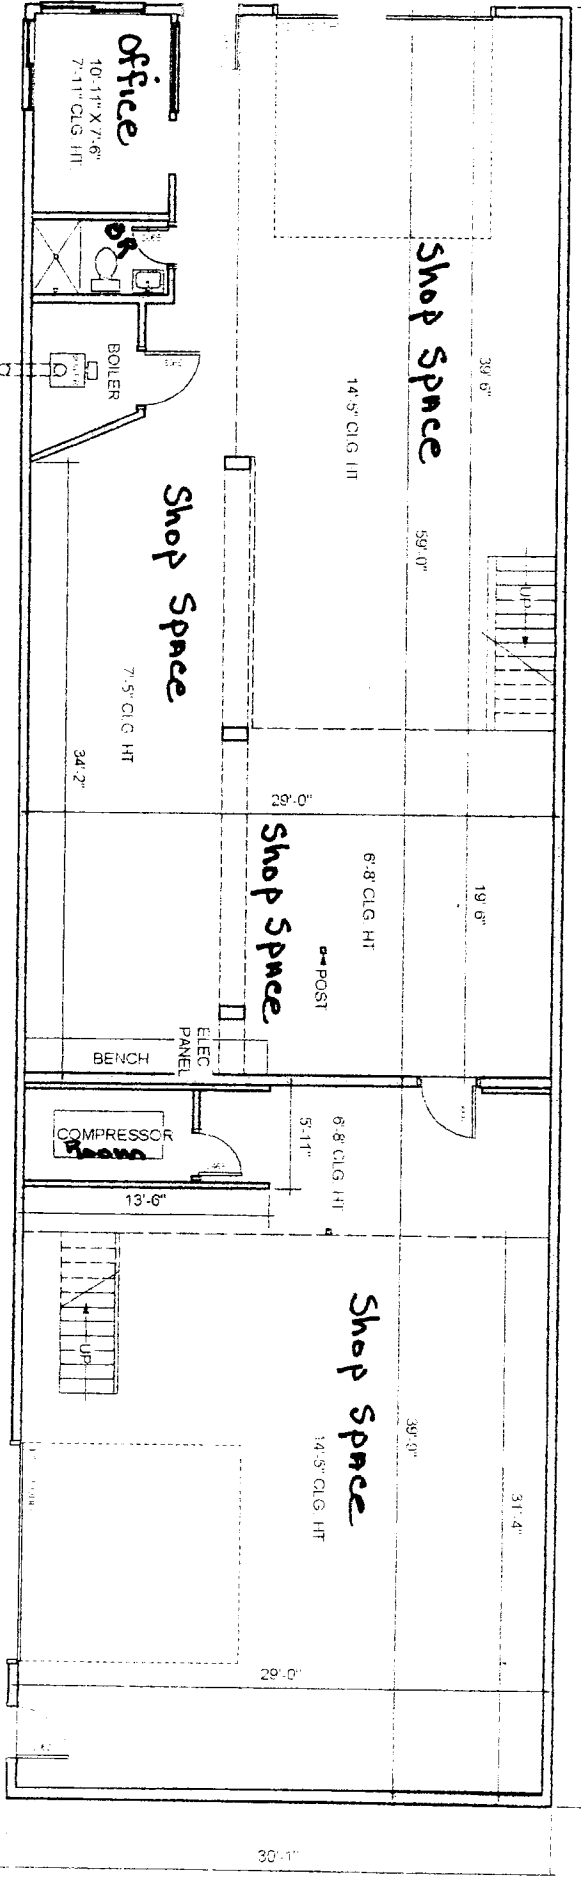 Office
10'-11" X 7'-6"
7'-11" CLG HT
Shop Space
39' 6"
14'-5" CLG HT
59'-0"
BOILER
UP
Shop Space
7'-5" CLG HT
34'-2"
29'-0"
Shop Space
6'-8" CLG HT
19' 6"
POST
ELEC
PANEL
BENCH
COMPRESSOR
Room
6'-8" CLG HT
5'-11"
13'-6"
UP
Shop Space
14'-5" CLG HT
39'-9"
31'-4"
29'-0"
30'-1"